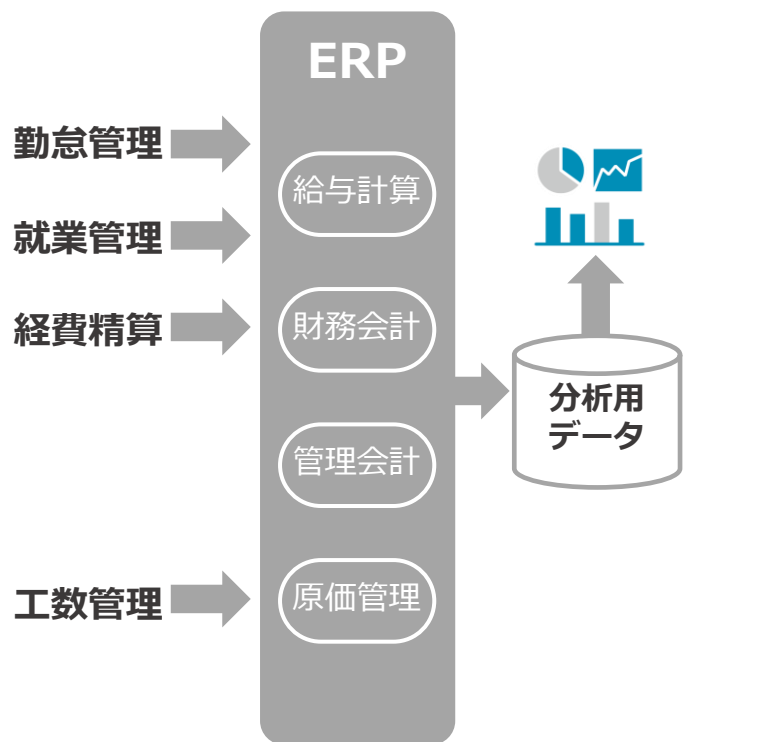 ERP
勤怠管理
給与計算
就業管理
経費精算
財務会計
分析用
データ
管理会計
工数管理
原価管理